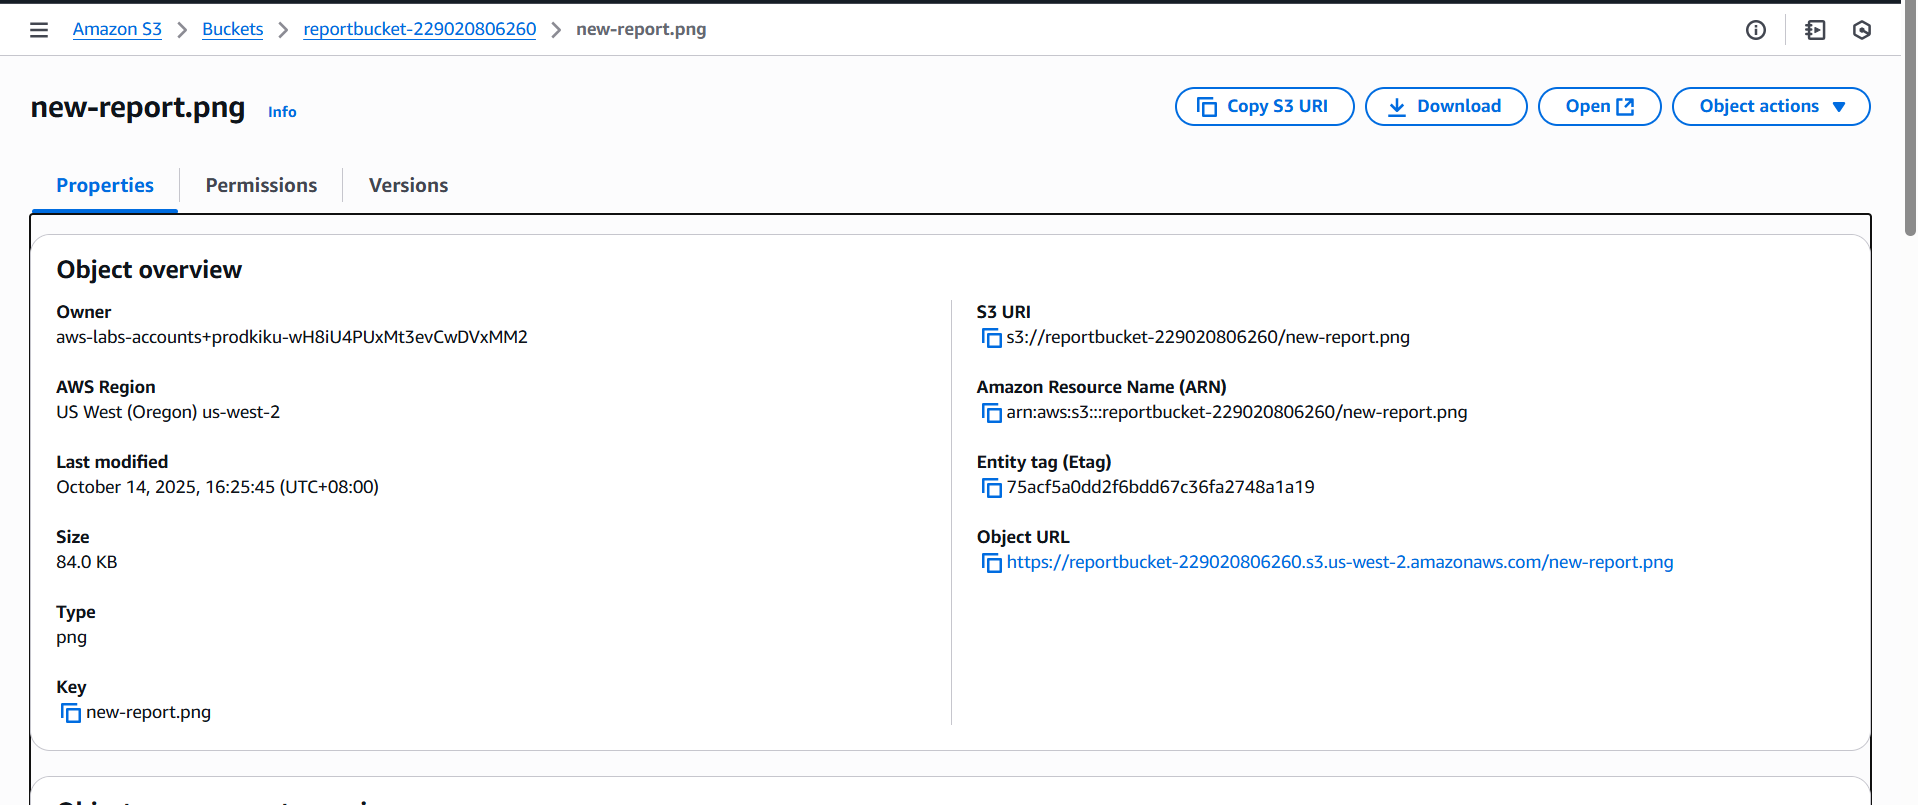 Amazon S3 > Buckets > reportbucket-229020806260 > new-report.png
new-report.png Info
Copy S3 URI Download Open Object actions
Properties Permissions Versions
Object overview
Owner
aws-labs-accounts+prodkiku-wH8iU4PUxMt3evCwDVxMM2
AWS Region
US West (Oregon) us-west-2
Last modified
October 14, 2025, 16:25:45 (UTC+08:00)
Size
84.0 KB
Type
png
Key
new-report.png
S3 URI
s3://reportbucket-229020806260/new-report.png
Amazon Resource Name (ARN)
arn:aws:s3:::reportbucket-229020806260/new-report.png
Entity tag (Etag)
75acf5a0dd2f6bdd67c36fa2748a1a19
Object URL
https://reportbucket-229020806260.s3.us-west-2.amazonaws.com/new-report.png